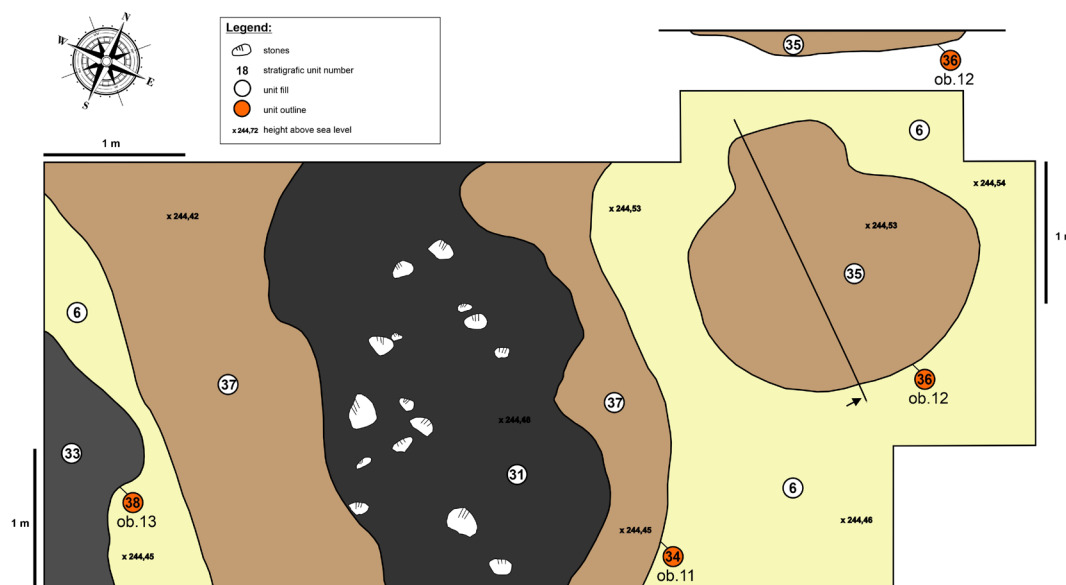 N
W
E
S
Legend:
stones
18 stratigrafic unit number
unit fill
unit outline
x 244,72 height above sea level
1 m
35
36
ob.12
6
x 244,54
x 244,42
x 244,53
x 244,53
1 m
35
6
37
36
ob.12
37
x 244,46
33
31
6
38
ob.13
1 m
x 244,46
x 244,45
x 244,45
34
ob.11